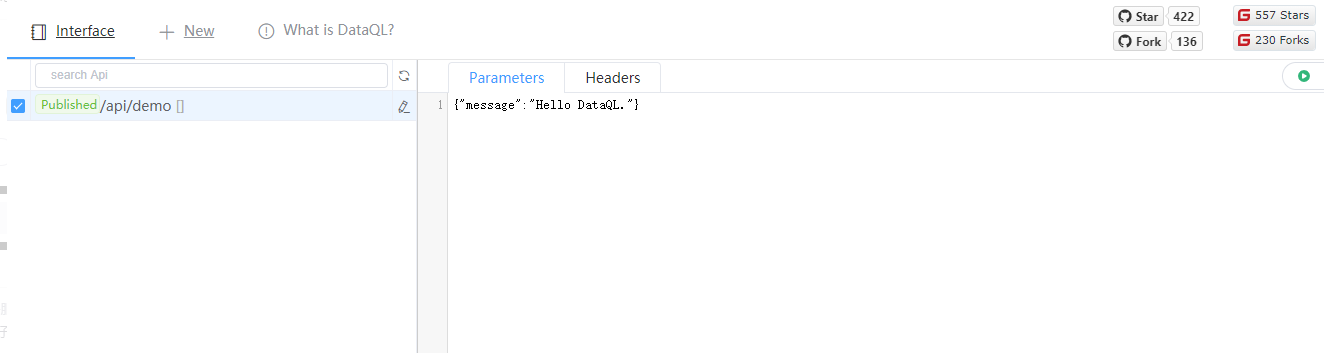 Interface New What is DataQL? Star 422 557 Stars
Fork 136 230 Forks
search Api Parameters Headers
Published /api/demo [] 1 {"message":"Hello DataQL."}